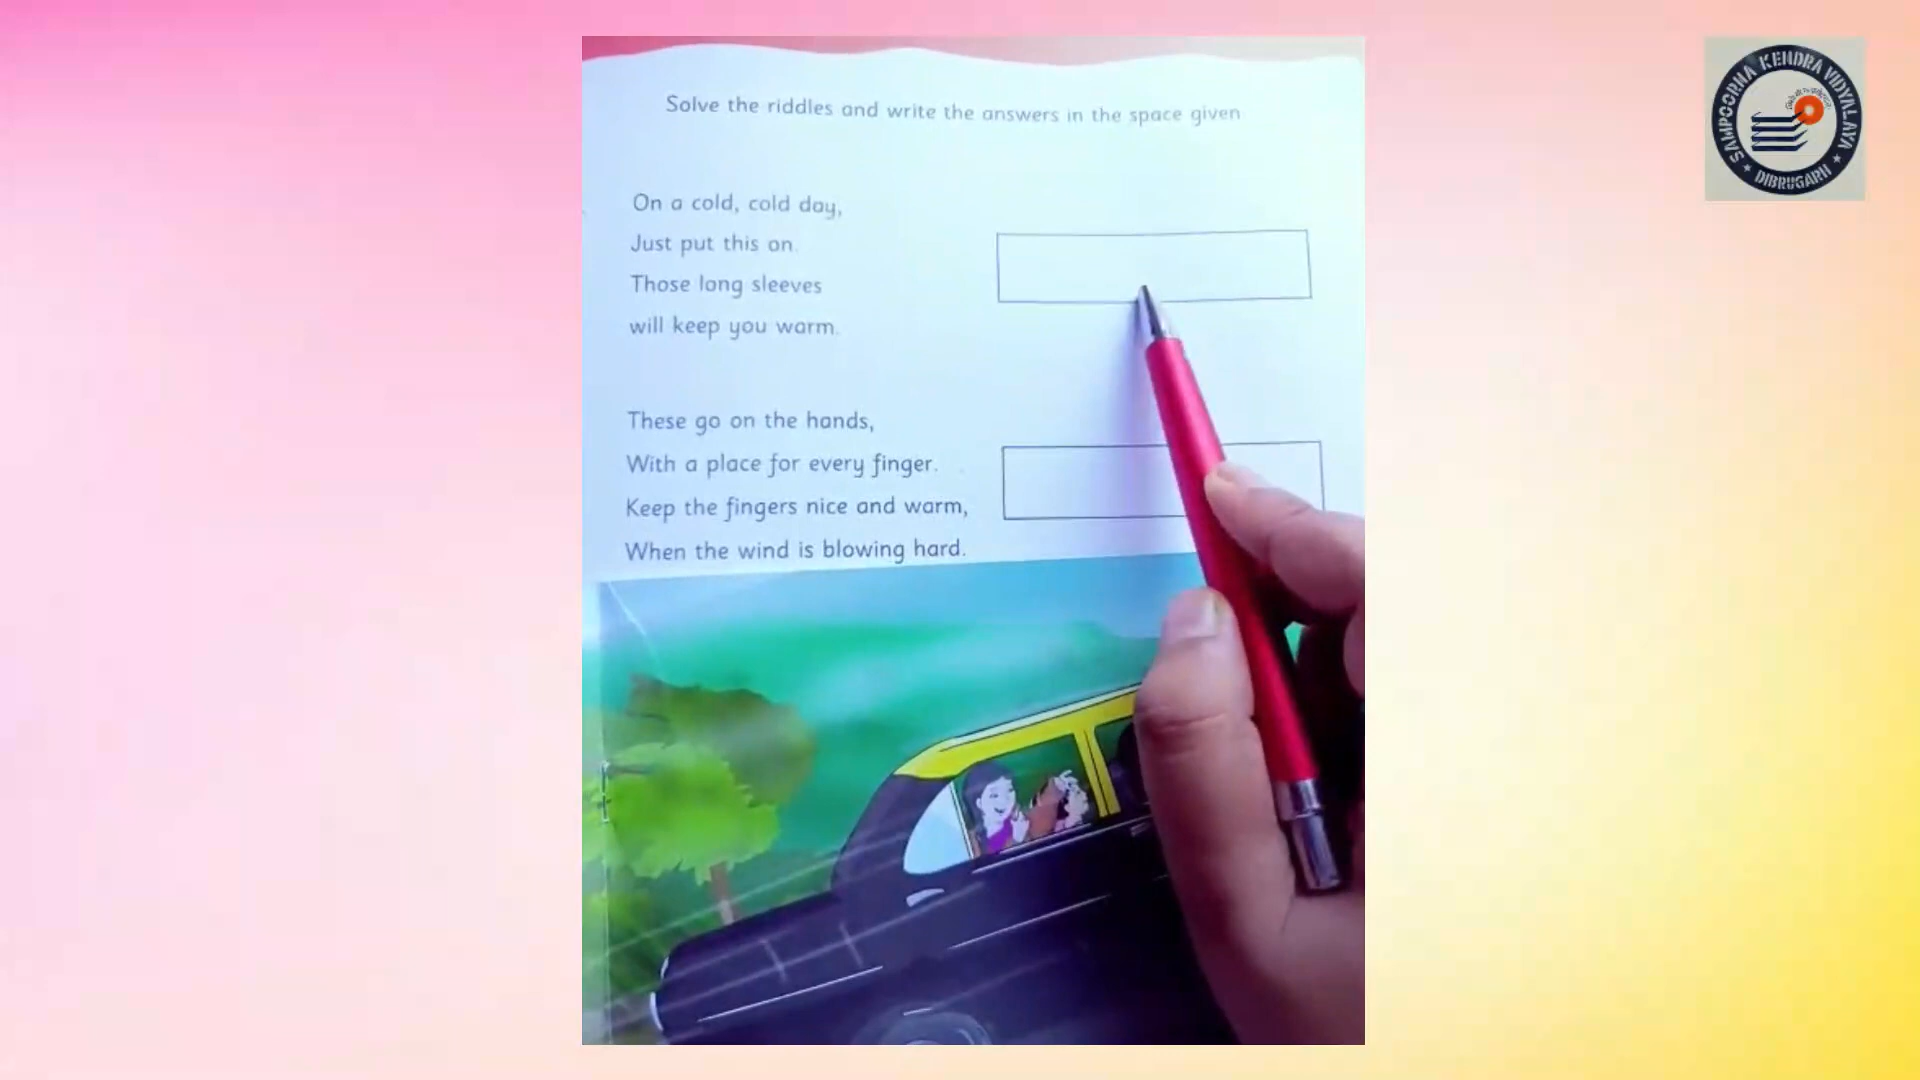 Solve the riddles and write the answers in the space given
On a cold, cold day,
Just put this on.
Those long sleeves
will keep you warm.
These go on the hands,
With a place for every finger.
Keep the fingers nice and warm,
When the wind is blowing hard.
SAMPOORNA KENDRA VIDYALAYA
DIBRUGARH